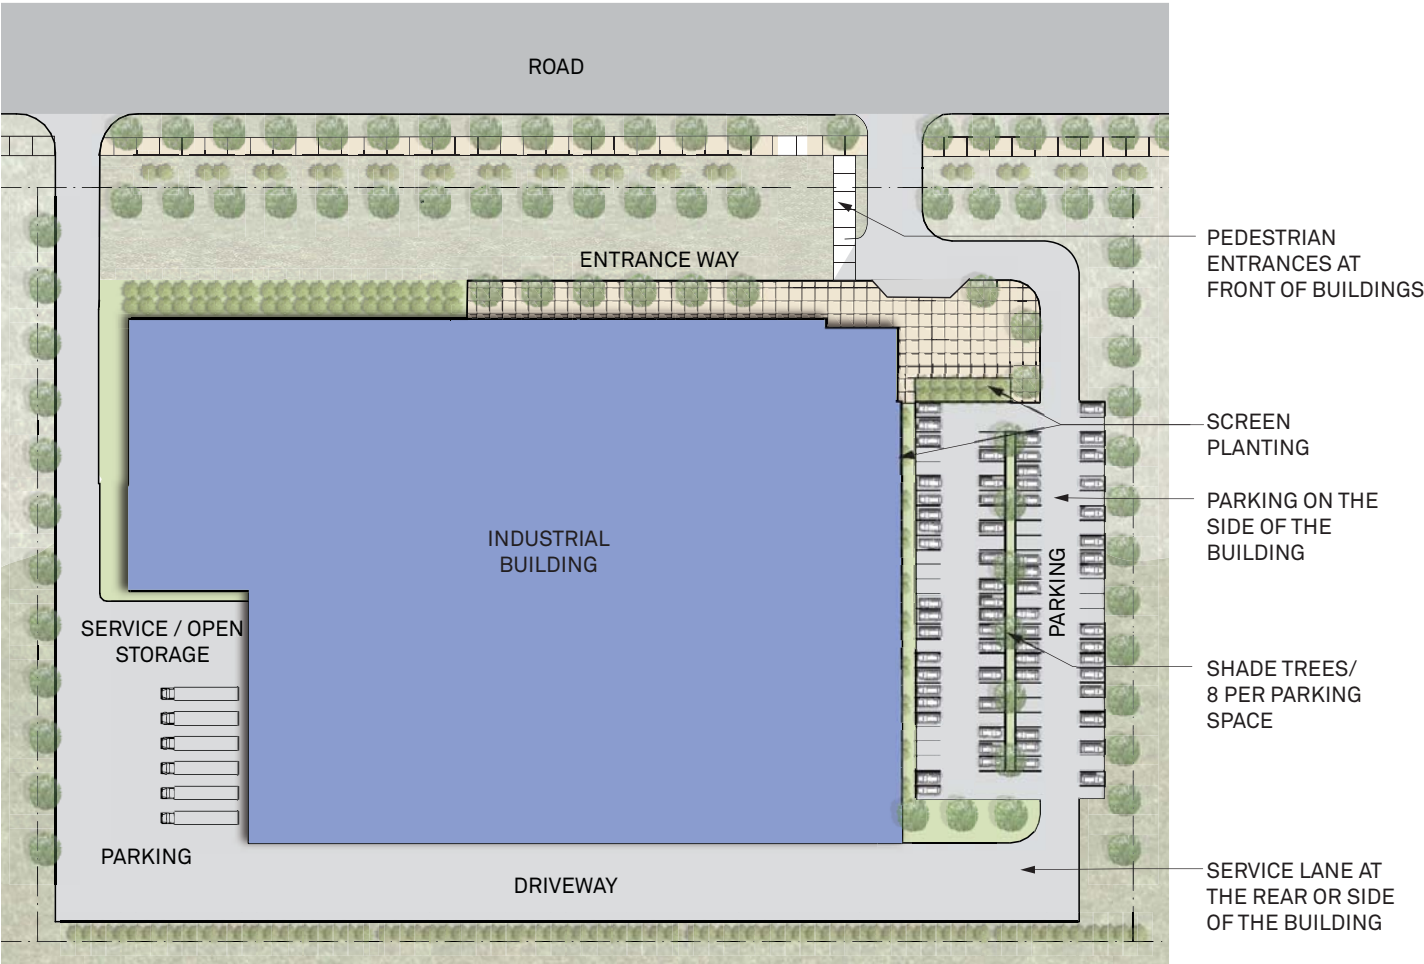 ROAD
ENTRANCE WAY
PEDESTRIAN
ENTRANCES AT
FRONT OF BUILDINGS
SCREEN
PLANTING
PARKING ON THE
SIDE OF THE
BUILDING
INDUSTRIAL
BUILDING
PARKING
SERVICE / OPEN
STORAGE
SHADE TREES/
8 PER PARKING
SPACE
PARKING
DRIVEWAY
SERVICE LANE AT
THE REAR OR SIDE
OF THE BUILDING